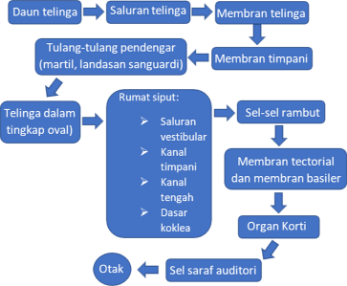 Daun telinga
Saluran telinga
Membran telinga
Membran timpani
Tulang-tulang pendengar
(martil, landasan sanguardi)
Telinga dalam
tingkap oval)
Rumat siput:
➢ Saluran
vestibular
➢ Kanal
timpani
➢ Kanal
tengah
➢ Dasar
koklea
Sel-sel rambut
Membran tectorial
dan membran basiler
Organ Korti
Sel saraf auditori
Otak